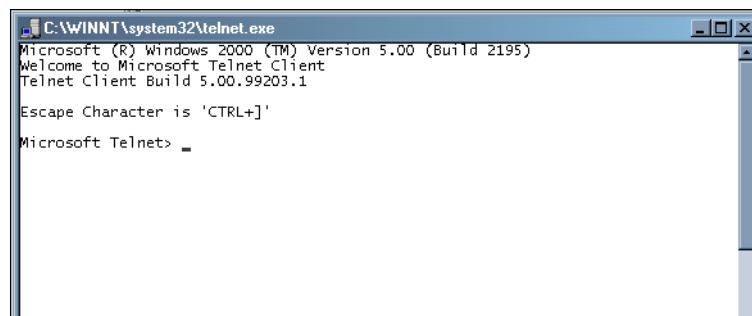 C:\WINNT\system32\telnet.exe
Microsoft (R) Windows 2000 (TM) Version 5.00 (Build 2195)
Welcome to Microsoft Telnet Client
Telnet Client Build 5.00.99203.1
Escape Character is 'CTRL+]'
Microsoft Telnet> _